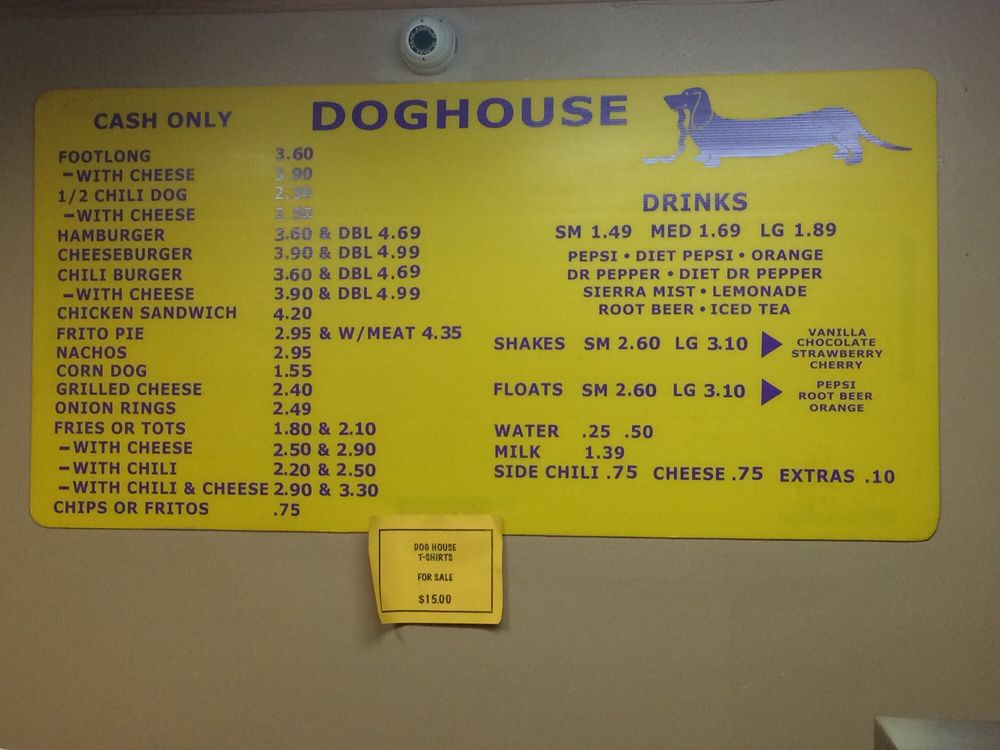 CASH ONLY
DOGHOUSE
FOOTLONG 3.60
–WITH CHEESE 3.90
1/2 CHILI DOG
–WITH CHEESE
HAMBURGER 3.60 & DBL 4.69
CHEESEBURGER 3.90 & DBL 4.99
CHILI BURGER 3.60 & DBL 4.69
–WITH CHEESE 3.90 & DBL 4.99
CHICKEN SANDWICH 4.20
FRITO PIE 2.95 & W/MEAT 4.35
NACHOS 2.95
CORN DOG 1.55
GRILLED CHEESE 2.40
ONION RINGS 2.49
FRIES OR TOTS 1.80 & 2.10
–WITH CHEESE 2.50 & 2.90
–WITH CHILI 2.20 & 2.50
–WITH CHILI & CHEESE 2.90 & 3.30
CHIPS OR FRITOS .75
DRINKS
SM 1.49 MED 1.69 LG 1.89
PEPSI • DIET PEPSI • ORANGE
DR PEPPER • DIET DR PEPPER
SIERRA MIST • LEMONADE
ROOT BEER • ICED TEA
SHAKES SM 2.60 LG 3.10
VANILLA
CHOCOLATE
STRAWBERRY
CHERRY
FLOATS SM 2.60 LG 3.10
PEPSI
ROOT BEER
ORANGE
WATER .25 .50
MILK 1.39
SIDE CHILI .75 CHEESE .75 EXTRAS .10
DOG HOUSE
T-SHIRTS
FOR SALE
$15.00